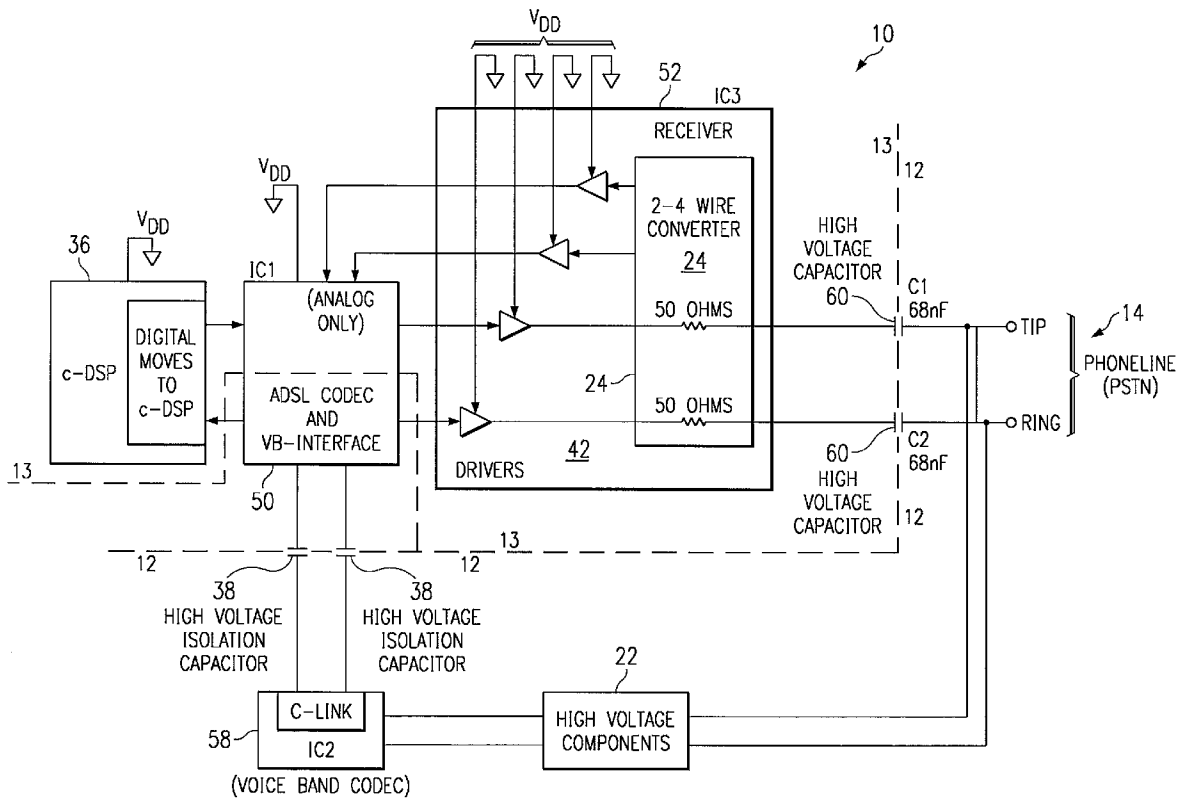 VDD
10
52
IC3
RECEIVER
13
12
VDD
2-4 WIRE
CONVERTER
24
HIGH
VOLTAGE
CAPACITOR
60
C1
68nF
VDD
36
IC1
(ANALOG
ONLY)
50 OHMS
TIP
14
PHONELINE
(PSTN)
c-DSP
DIGITAL
MOVES
TO
c-DSP
ADSL CODEC
AND
VB-INTERFACE
24
50 OHMS
RING
60
C2
68nF
42
DRIVERS
HIGH
VOLTAGE
CAPACITOR
12
13
50
13
12
12
38
HIGH VOLTAGE
ISOLATION
CAPACITOR
38
HIGH VOLTAGE
ISOLATION
CAPACITOR
22
C-LINK
58
IC2
HIGH VOLTAGE
COMPONENTS
(VOICE BAND CODEC)